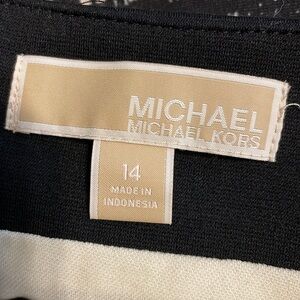 MICHAEL
MICHAEL KORS
14
MADE IN
INDONESIA